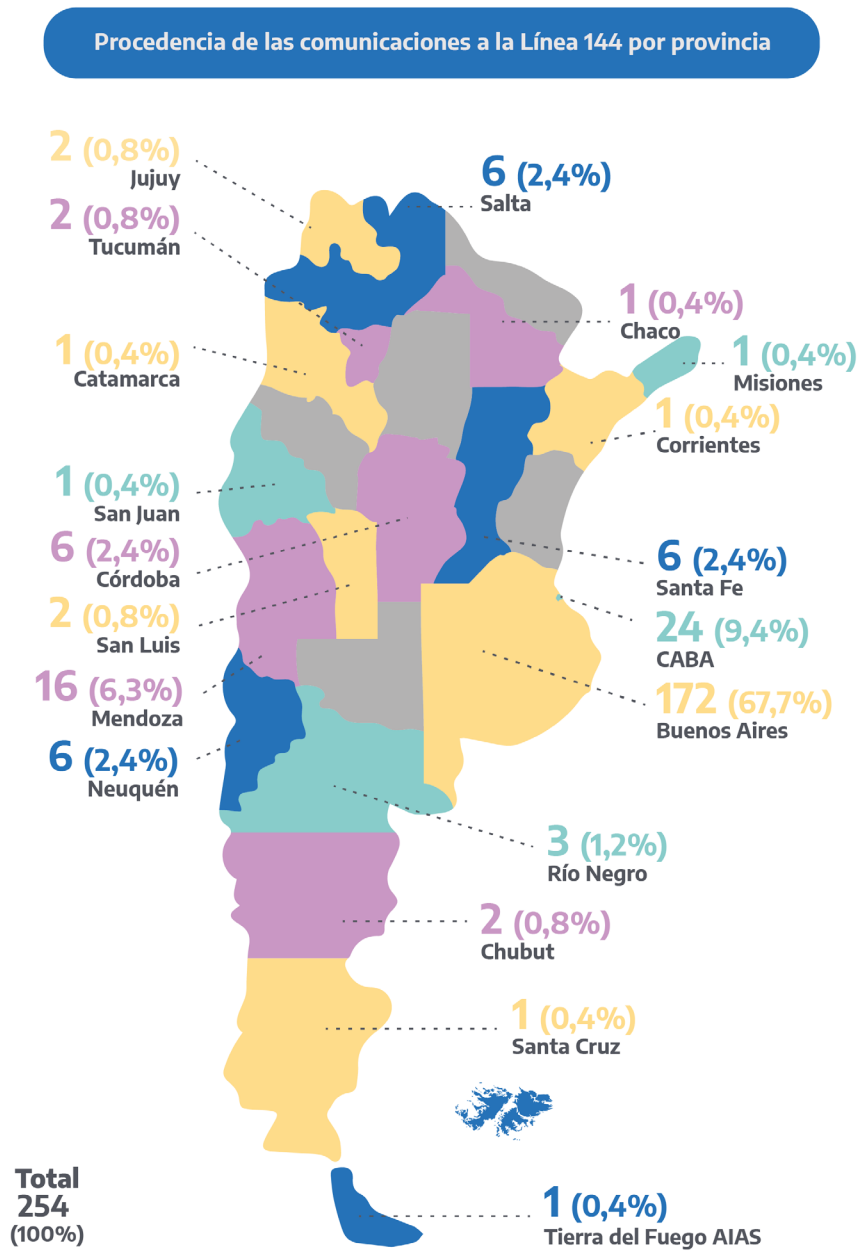 Procedencia de las comunicaciones a la Línea 144 por provincia
2 (0,8%)
Jujuy
6 (2,4%)
Salta
2 (0,8%)
Tucumán
1 (0,4%)
Chaco
1 (0,4%)
Catamarca
1 (0,4%)
Misiones
1 (0,4%)
Corrientes
1 (0,4%)
San Juan
6 (2,4%)
Córdoba
6 (2,4%)
Santa Fe
2 (0,8%)
San Luis
24 (9,4%)
CABA
16 (6,3%)
Mendoza
172 (67,7%)
Buenos Aires
6 (2,4%)
Neuquén
3 (1,2%)
Río Negro
2 (0,8%)
Chubut
1 (0,4%)
Santa Cruz
Total
254
(100%)
1 (0,4%)
Tierra del Fuego AIAS